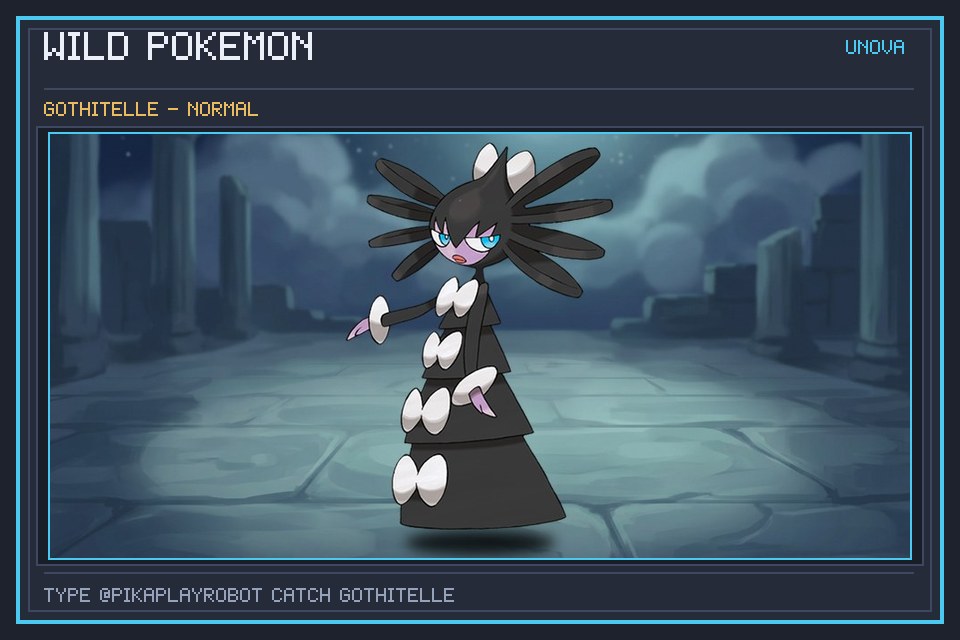 WILD POKEMON
UNOVA
GOTHITELLE - NORMAL
TYPE @PIKAPLAYROBOT CATCH GOTHITELLE